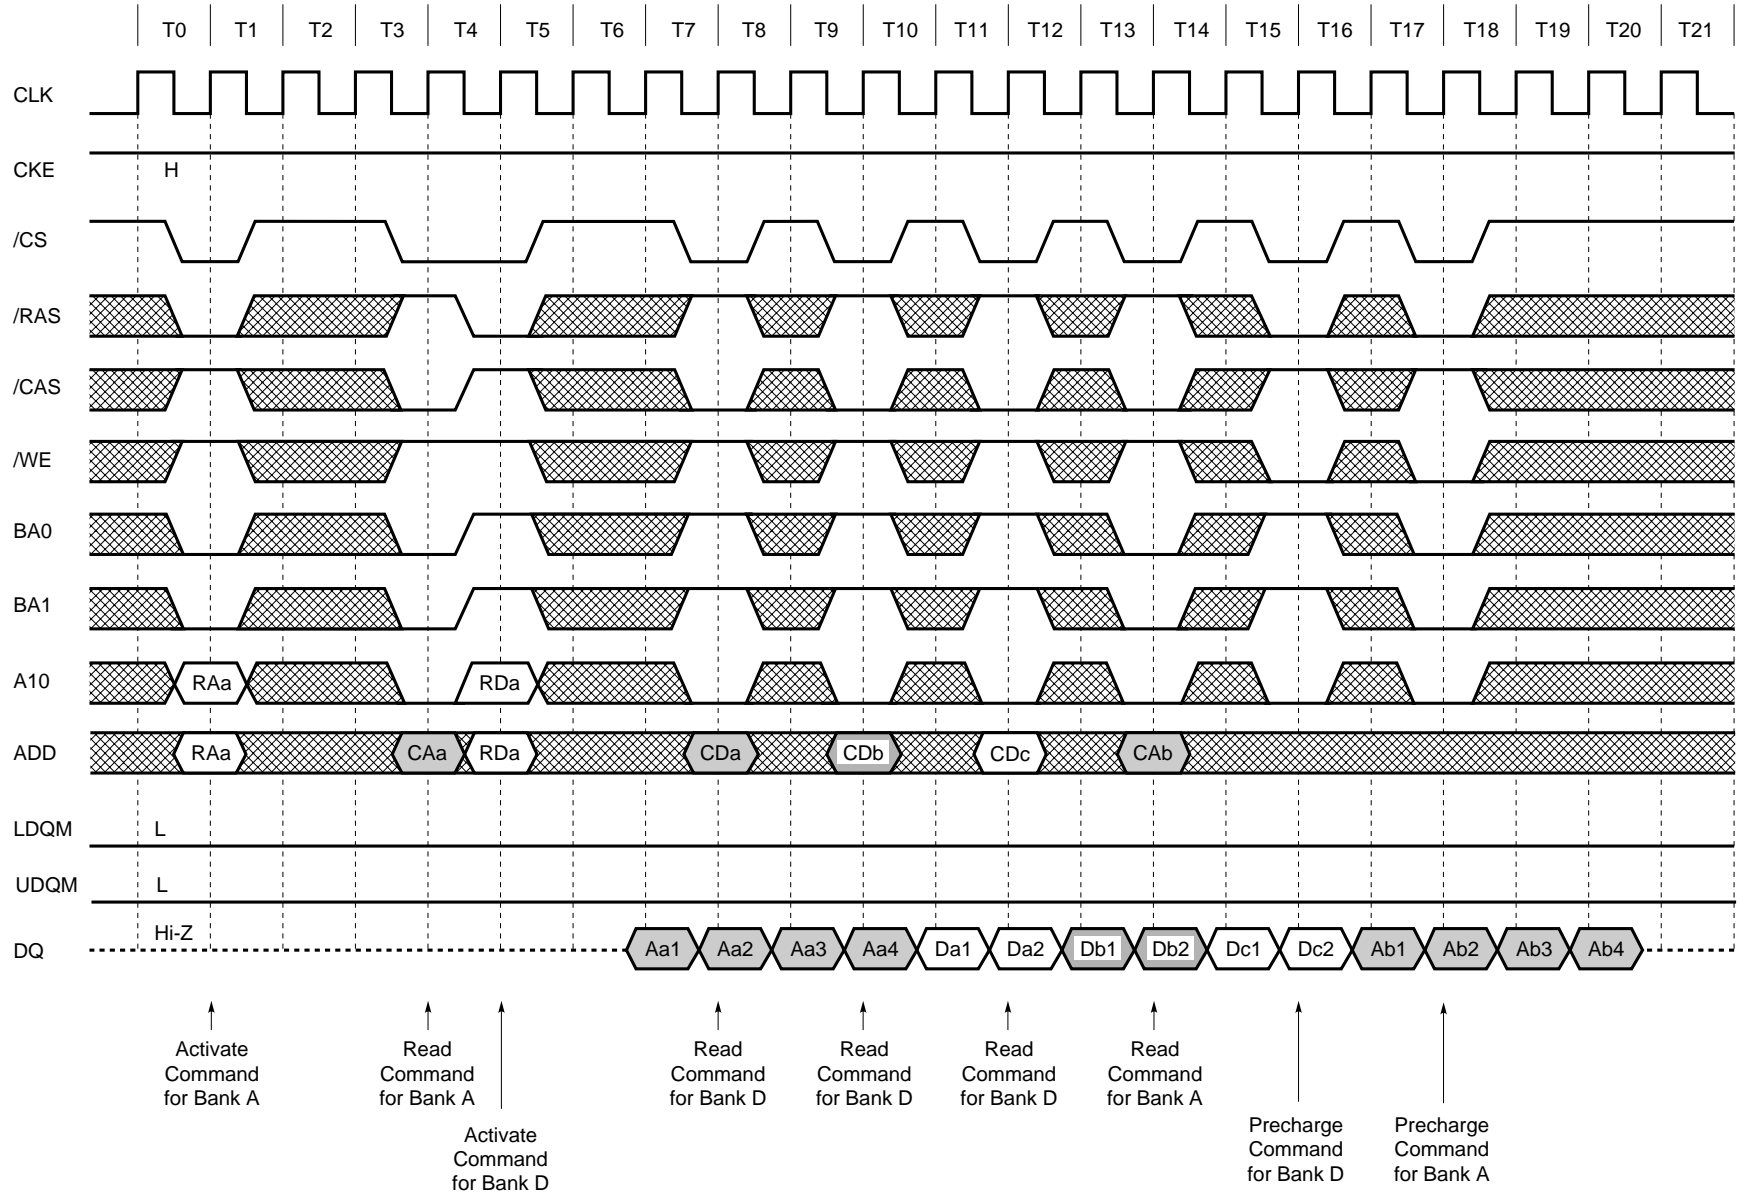 T0 T1 T2 T3 T4 T5 T6 T7 T8 T9 T10 T11 T12 T13 T14 T15 T16 T17 T18 T19 T20 T21
CLK
CKE H
/CS
/RAS
/CAS
/WE
BA0
BA1
A10 RAa RDa
ADD RAa CAa RDa CDa CDb CDc CAb
LDQM L
UDQM L
DQ Hi-Z Aa1 Aa2 Aa3 Aa4 Da1 Da2 Db1 Db2 Dc1 Dc2 Ab1 Ab2 Ab3 Ab4
Activate
Command
for Bank A
Read
Command
for Bank A
Activate
Command
for Bank D
Read
Command
for Bank D
Read
Command
for Bank D
Read
Command
for Bank D
Read
Command
for Bank A
Precharge
Command
for Bank D
Precharge
Command
for Bank A